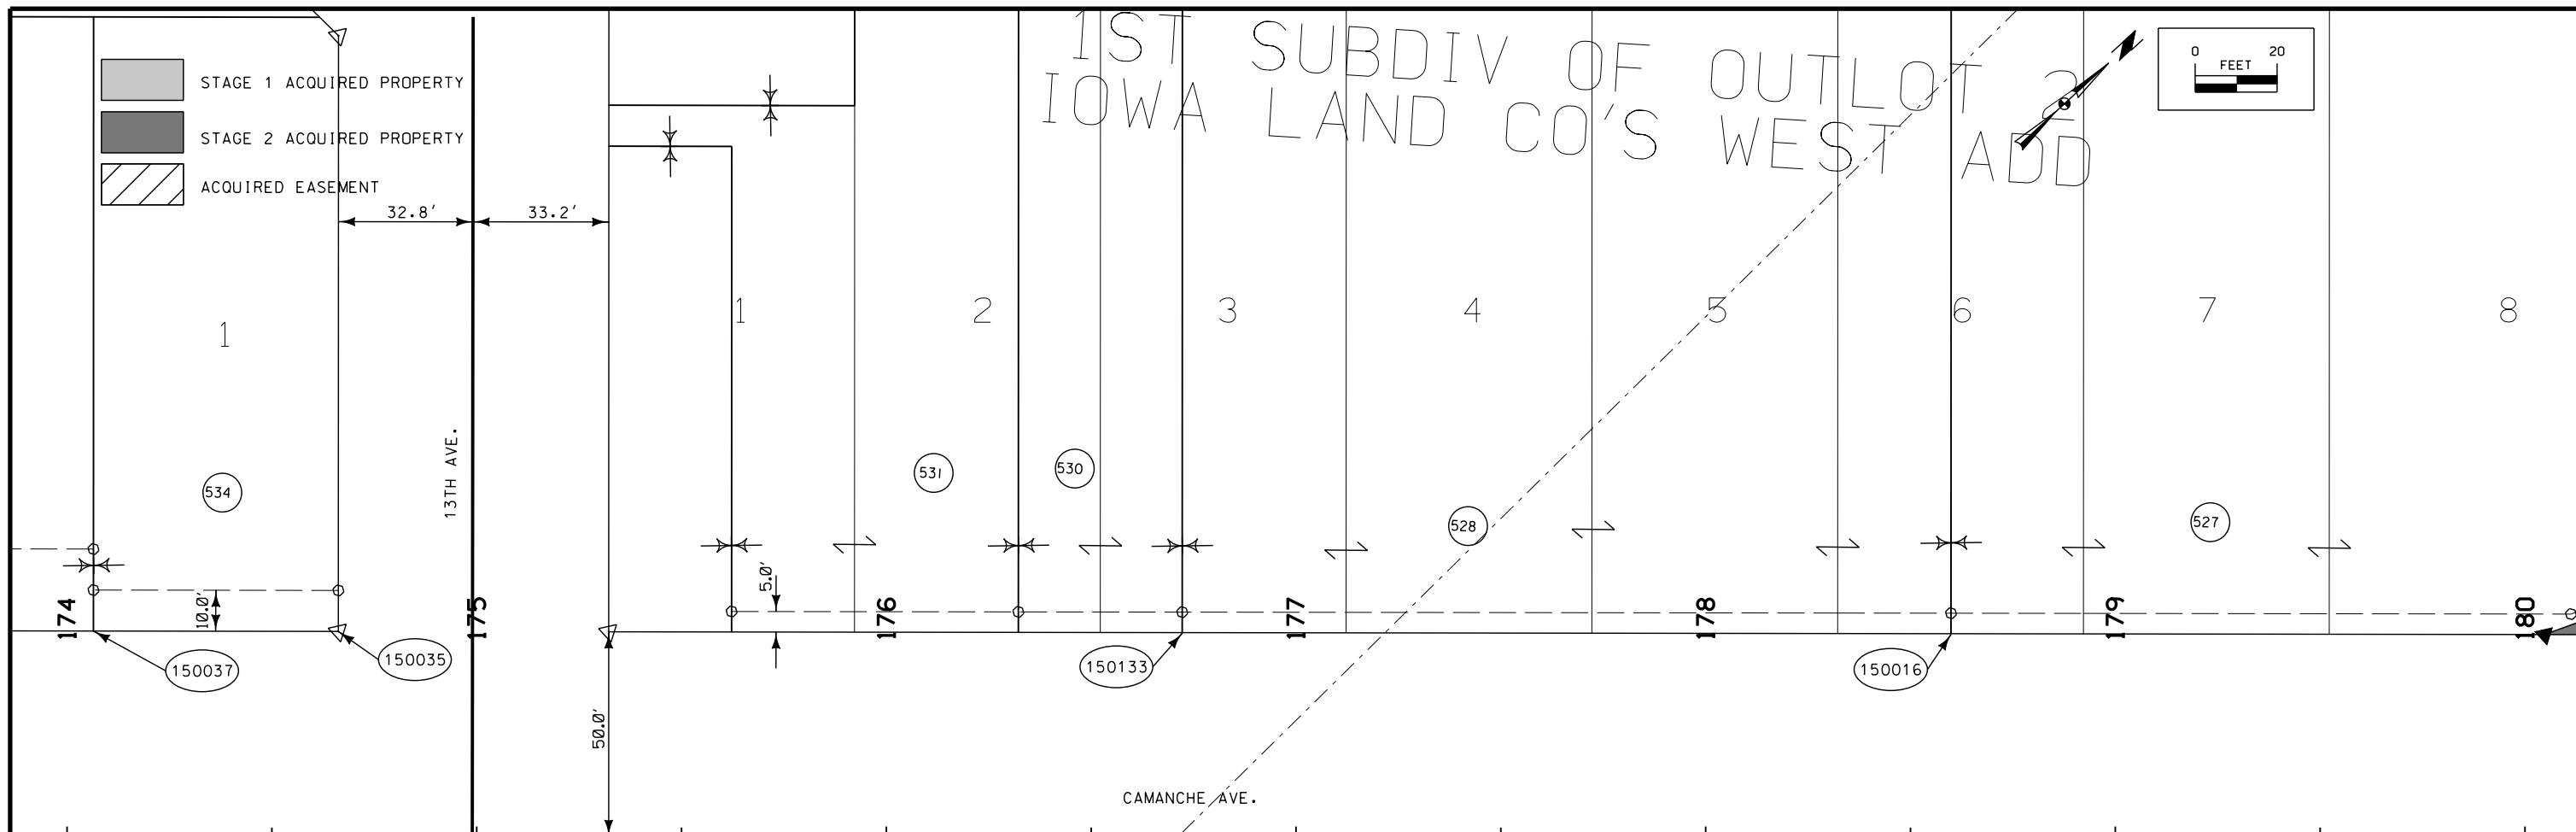 1ST SUBDIV OF OUTLOT 2
IOWA LAND CO'S WEST ADD
0 20
FEET
STAGE 1 ACQUIRED PROPERTY
STAGE 2 ACQUIRED PROPERTY
ACQUIRED EASEMENT
32.8' 33.2'
1 1 2 3 4 5 6 7 8
13TH AVE.
534 531 530 528 527
10.0' 5.0'
174 175 176 177 178 179 180
150037 150035 150133 150016
50.0'
CAMANCHE AVE.